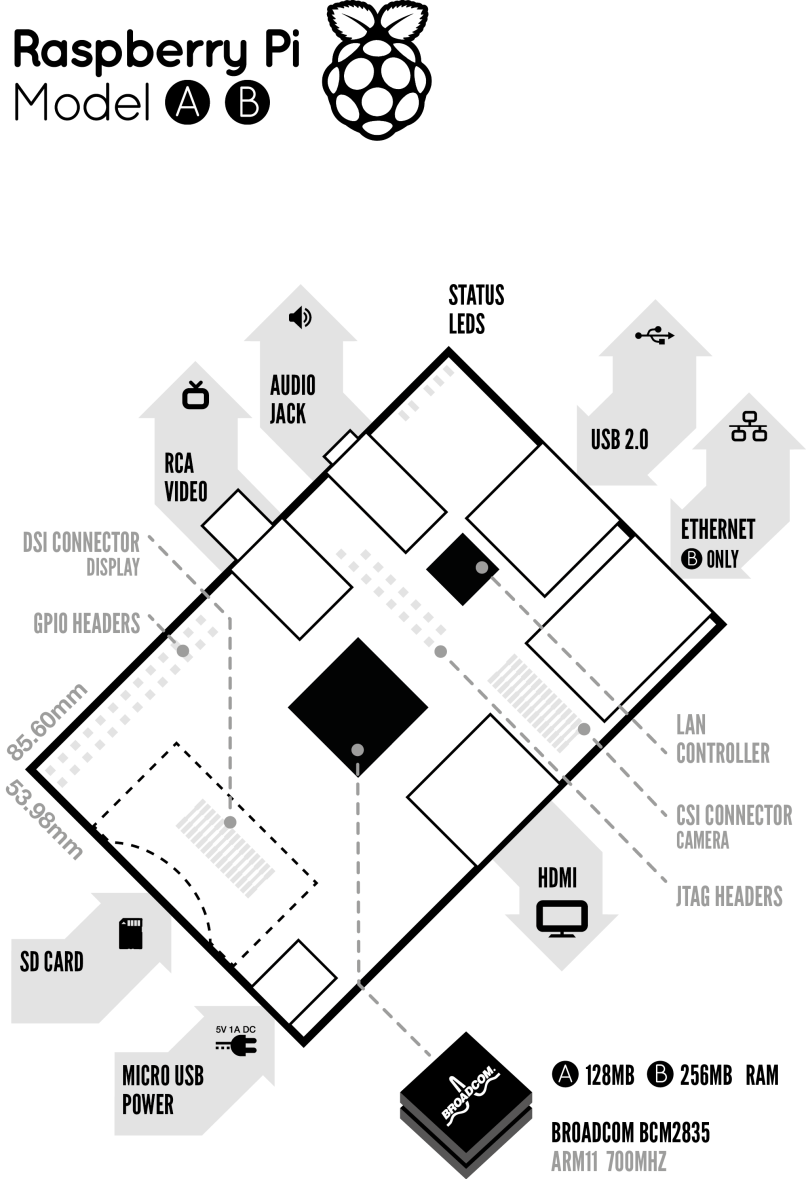 Raspberry Pi
Model A B
STATUS
LEDS
AUDIO
JACK
USB 2.0
RCA
VIDEO
ETHERNET
B ONLY
DSI CONNECTOR
DISPLAY
GPIO HEADERS
85.60mm
53.98mm
LAN
CONTROLLER
CSI CONNECTOR
CAMERA
JTAG HEADERS
HDMI
SD CARD
5V 1A DC
MICRO USB
POWER
BROADCOM.
A 128MB B 256MB RAM
BROADCOM BCM2835
ARM11 700MHZ